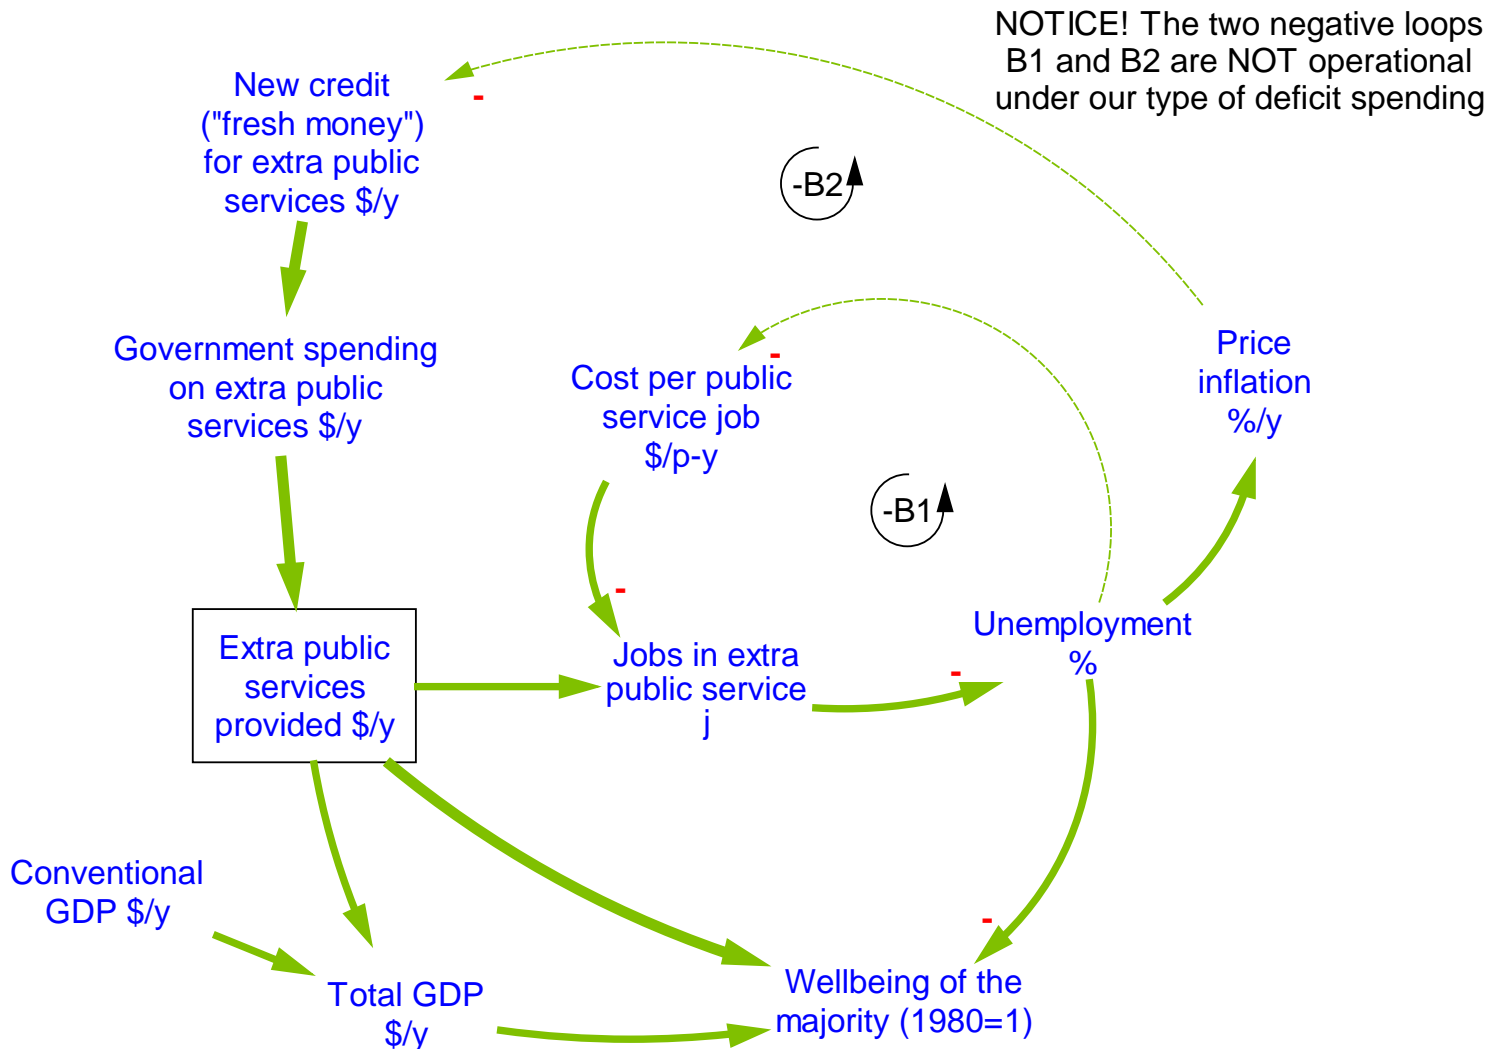 NOTICE! The two negative loops
B1 and B2 are NOT operational
under our type of deficit spending
New credit
("fresh money")
for extra public
services $/y
-
-B2
Government spending
on extra public
services $/y
-
Cost per public
service job
$/p-y
Price
inflation
%/y
-B1
-
Extra public
services
provided $/y
Jobs in extra
public service
j
-
Unemployment
%
Conventional
GDP $/y
-
Total GDP
$/y
Wellbeing of the
majority (1980=1)